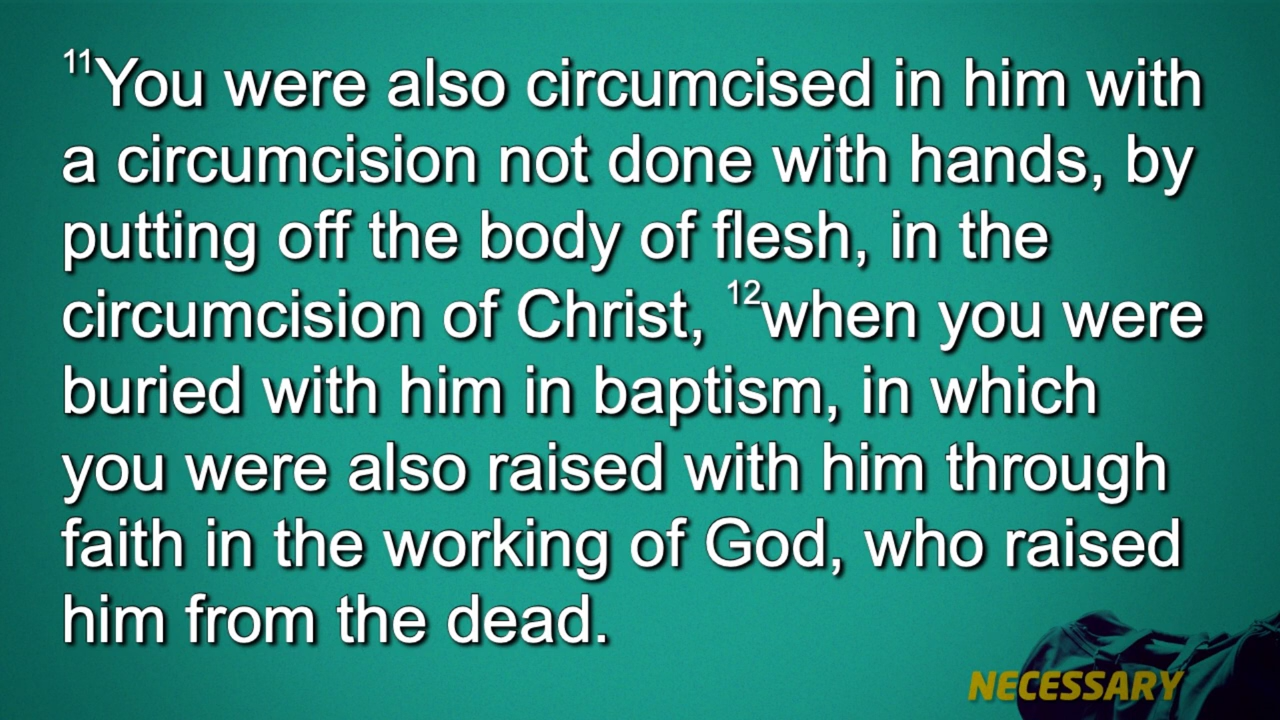 11You were also circumcised in him with
a circumcision not done with hands, by
putting off the body of flesh, in the
circumcision of Christ, 12when you were
buried with him in baptism, in which
you were also raised with him through
faith in the working of God, who raised
him from the dead.
NECESSARY